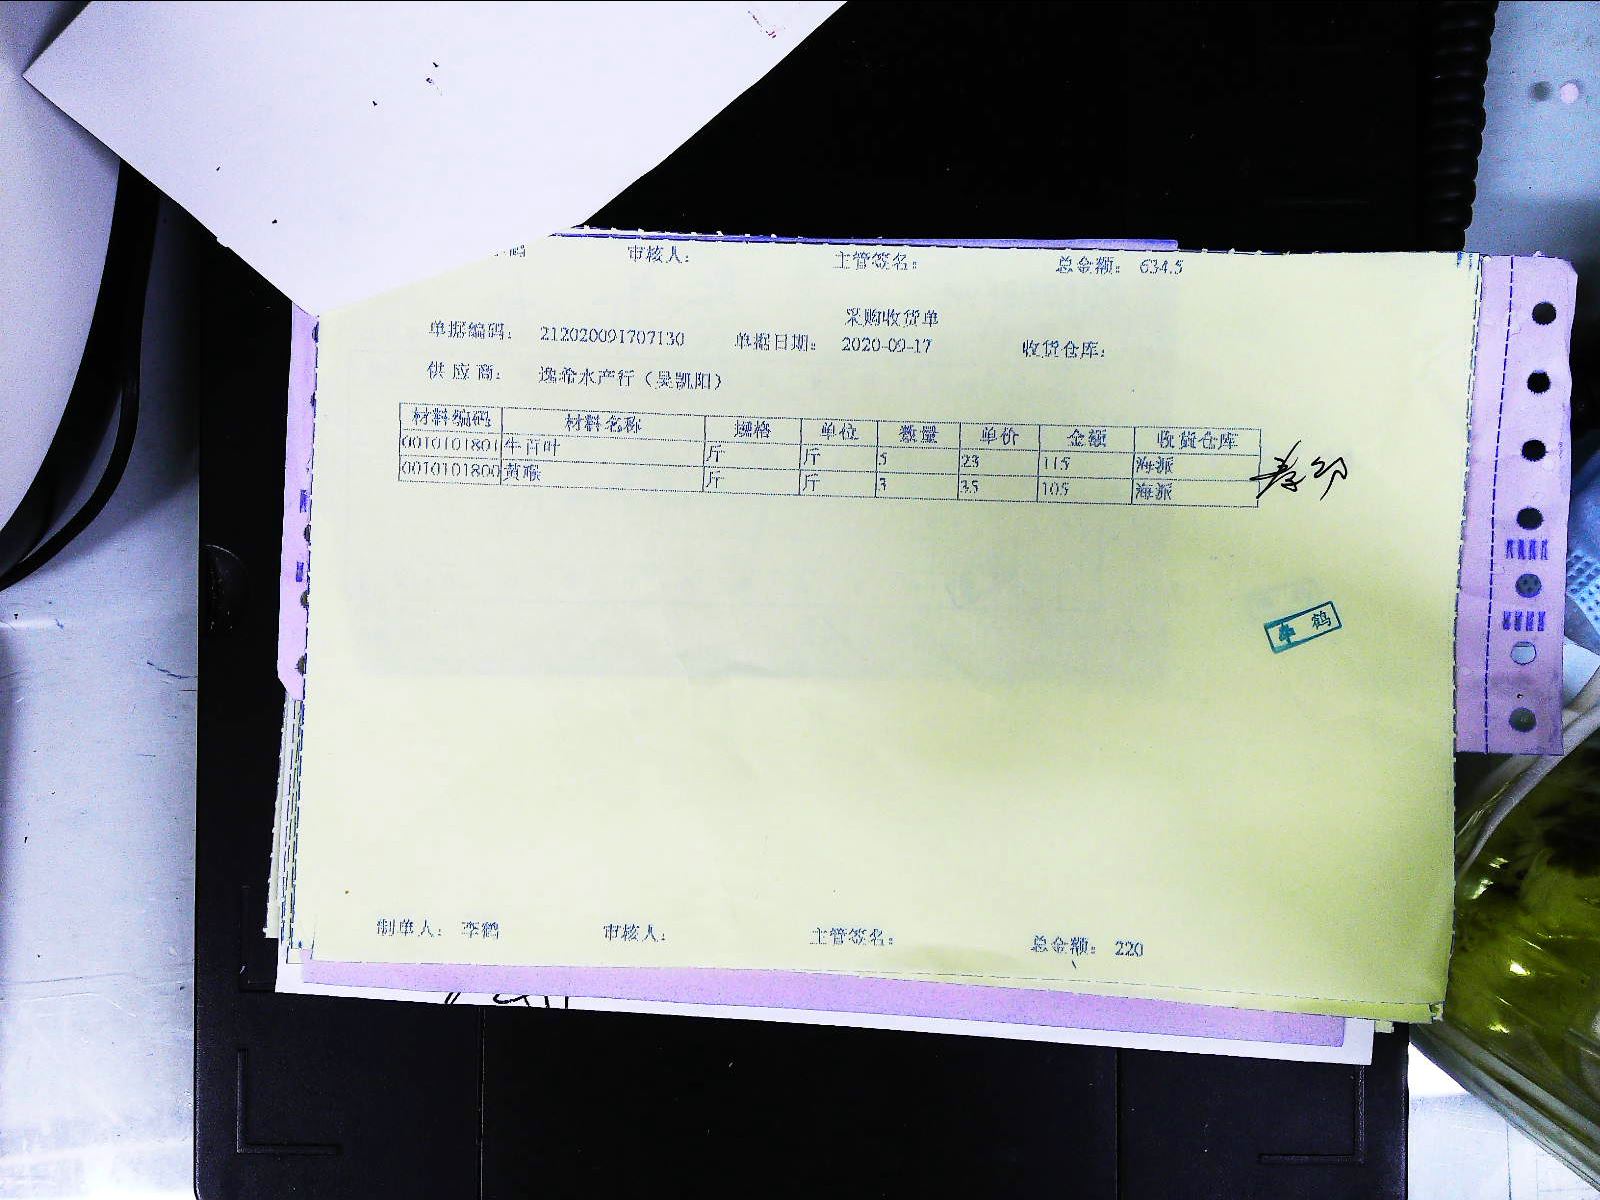 审核人： 主管签名： 总金额： 634.5
采购收货单
单据编码： 212020091707130 单据日期： 2020-09-17 收货仓库：
供应商： 逸希水产行（吴凯阳）
材料编码 材料名称 规格 单位 数量 单价 金额 收货仓库
0010101801 牛百叶 斤 斤 5 23 115 海派
0010101800 黄喉 斤 斤 3 35 105 海派
李鹤
制单人： 李鹤 审核人： 主管签名： 总金额： 220